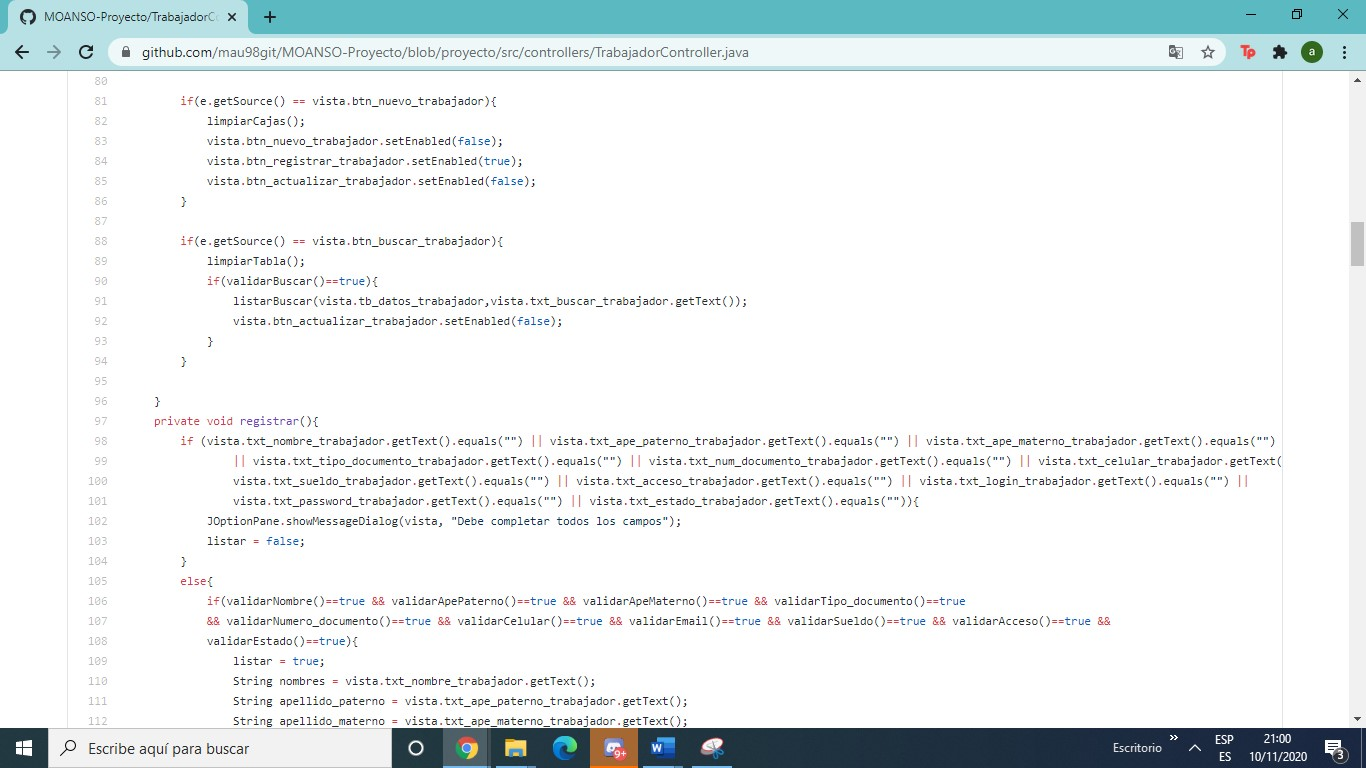 MOANSO-Proyecto/TrabajadorCo
github.com/mau98git/MOANSO-Proyecto/blob/proyecto/src/controllers/TrabajadorController.java
Tp
a
80
81 if(e.getSource() == vista.btn_nuevo_trabajador){
82 limpiarCajas();
83 vista.btn_nuevo_trabajador.setEnabled(false);
84 vista.btn_registrar_trabajador.setEnabled(true);
85 vista.btn_actualizar_trabajador.setEnabled(false);
86 }
87
88 if(e.getSource() == vista.btn_buscar_trabajador){
89 limpiarTabla();
90 if(validarBuscar()==true){
91 listarBuscar(vista.tb_datos_trabajador,vista.txt_buscar_trabajador.getText());
92 vista.btn_actualizar_trabajador.setEnabled(false);
93 }
94 }
95
96 }
97 private void registrar(){
98 if (vista.txt_nombre_trabajador.getText().equals("") || vista.txt_ape_paterno_trabajador.getText().equals("") || vista.txt_ape_materno_trabajador.getText().equals("")
99 || vista.txt_tipo_documento_trabajador.getText().equals("") || vista.txt_num_documento_trabajador.getText().equals("") || vista.txt_celular_trabajador.getText(
100 vista.txt_sueldo_trabajador.getText().equals("") || vista.txt_acceso_trabajador.getText().equals("") || vista.txt_login_trabajador.getText().equals("") ||
101 vista.txt_password_trabajador.getText().equals("") || vista.txt_estado_trabajador.getText().equals("")){
102 JOptionPane.showMessageDialog(vista, "Debe completar todos los campos");
103 listar = false;
104 }
105 else{
106 if(validarNombre()==true && validarApePaterno()==true && validarApeMaterno()==true && validarTipo_documento()==true
107 && validarNumero_documento()==true && validarCelular()==true && validarEmail()==true && validarSueldo()==true && validarAcceso()==true &&
108 validarEstado()==true){
109 listar = true;
110 String nombres = vista.txt_nombre_trabajador.getText();
111 String apellido_paterno = vista.txt_ape_paterno_trabajador.getText();
112 String apellido_materno = vista.txt_ape_materno_trabajador.getText();
Escribe aquí para buscar
9+
W
Escritorio
ESP
ES
21:00
10/11/2020
3